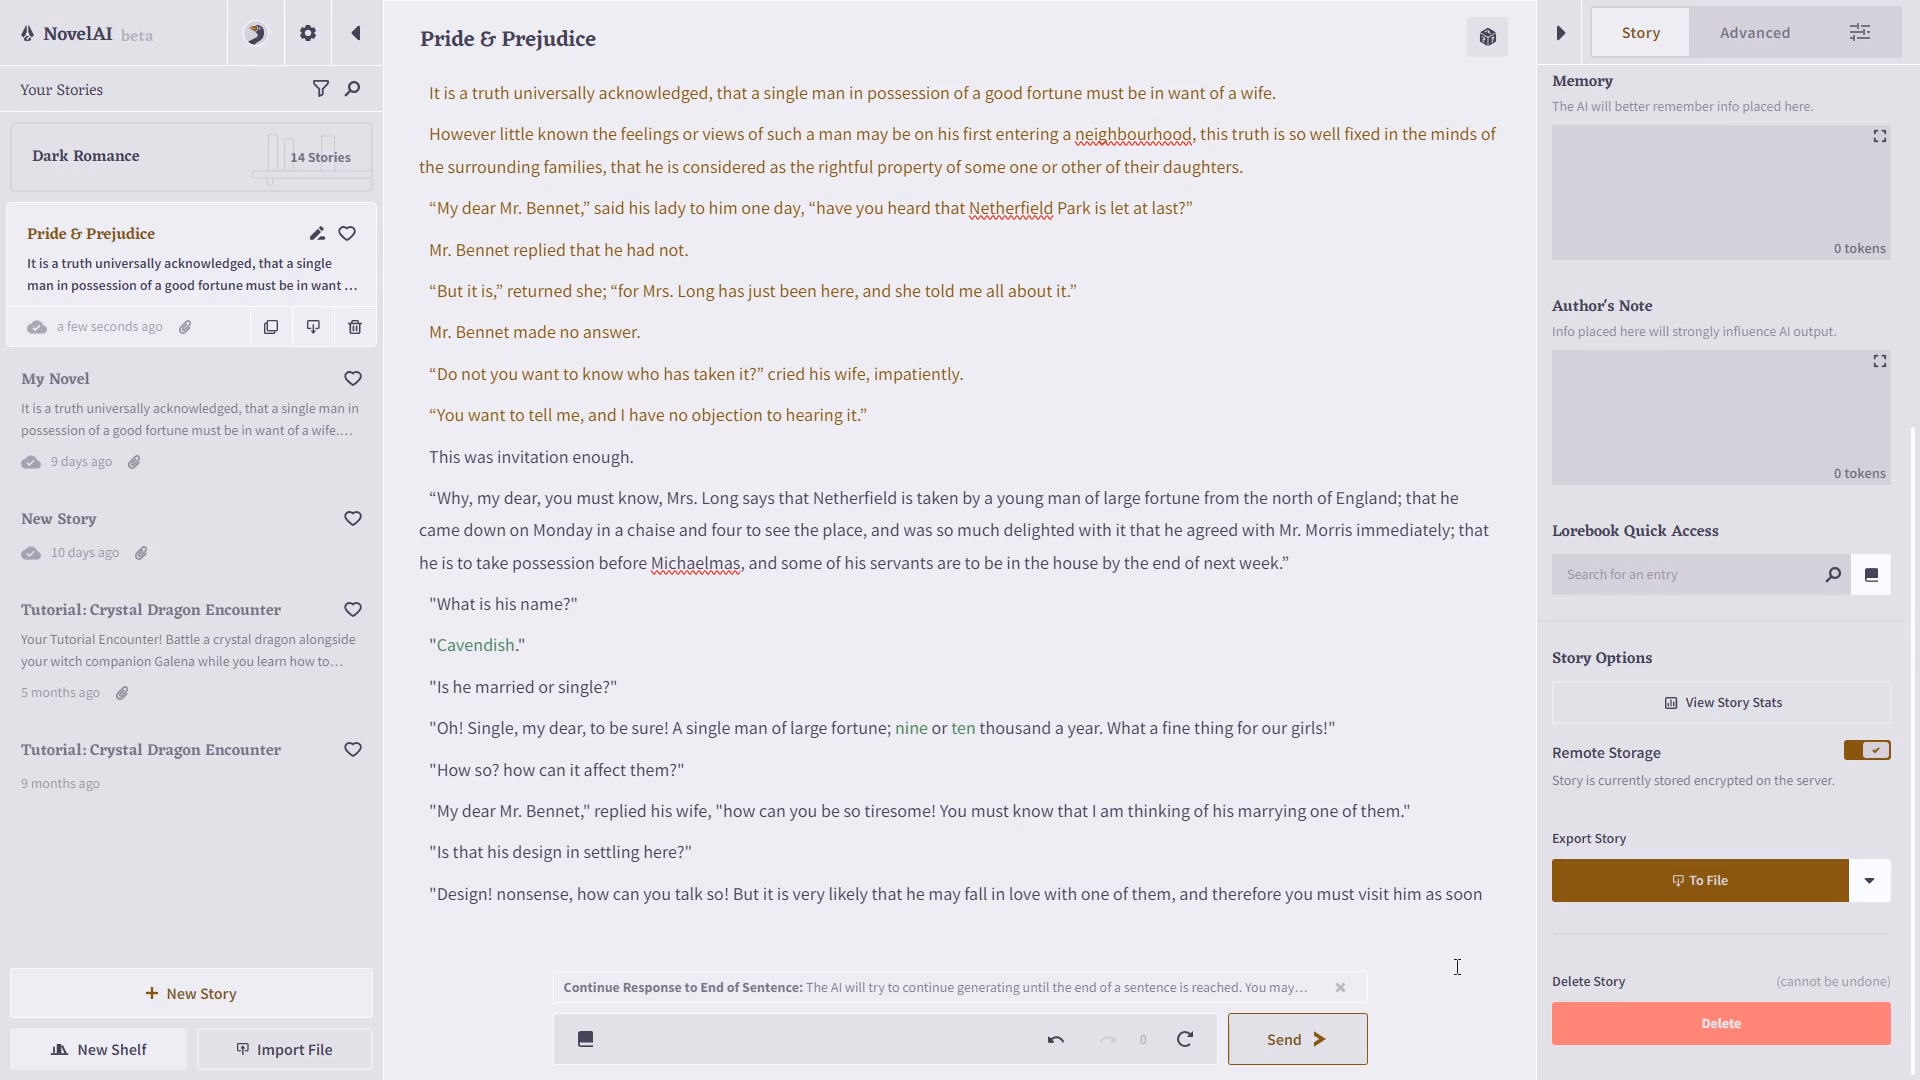 NovelAI beta
Your Stories
Dark Romance
14 Stories
Pride & Prejudice
It is a truth universally acknowledged, that a single
man in possession of a good fortune must be in want ...
a few seconds ago
My Novel
It is a truth universally acknowledged, that a single man in
possession of a good fortune must be in want of a wife....
9 days ago
New Story
10 days ago
Tutorial: Crystal Dragon Encounter
Your Tutorial Encounter! Battle a crystal dragon alongside
your witch companion Galena while you learn how to...
5 months ago
Tutorial: Crystal Dragon Encounter
9 months ago
+ New Story
New Shelf
Import File
Pride & Prejudice
It is a truth universally acknowledged, that a single man in possession of a good fortune must be in want of a wife.
However little known the feelings or views of such a man may be on his first entering a neighbourhood, this truth is so well fixed in the minds of
the surrounding families, that he is considered as the rightful property of some one or other of their daughters.
“My dear Mr. Bennet,” said his lady to him one day, “have you heard that Netherfield Park is let at last?”
Mr. Bennet replied that he had not.
“But it is,” returned she; “for Mrs. Long has just been here, and she told me all about it.”
Mr. Bennet made no answer.
“Do not you want to know who has taken it?” cried his wife, impatiently.
“You want to tell me, and I have no objection to hearing it.”
This was invitation enough.
“Why, my dear, you must know, Mrs. Long says that Netherfield is taken by a young man of large fortune from the north of England; that he
came down on Monday in a chaise and four to see the place, and was so much delighted with it that he agreed with Mr. Morris immediately; that
he is to take possession before Michaelmas, and some of his servants are to be in the house by the end of next week.”
"What is his name?"
"Cavendish."
"Is he married or single?"
"Oh! Single, my dear, to be sure! A single man of large fortune; nine or ten thousand a year. What a fine thing for our girls!"
"How so? how can it affect them?"
"My dear Mr. Bennet," replied his wife, "how can you be so tiresome! You must know that I am thinking of his marrying one of them."
"Is that his design in settling here?"
"Design! nonsense, how can you talk so! But it is very likely that he may fall in love with one of them, and therefore you must visit him as soon
Continue Response to End of Sentence: The AI will try to continue generating until the end of a sentence is reached. You may...
0
Send
Story
Advanced
Memory
The AI will better remember info placed here.
0 tokens
Author's Note
Info placed here will strongly influence AI output.
0 tokens
Lorebook Quick Access
Search for an entry
Story Options
View Story Stats
Remote Storage
Story is currently stored encrypted on the server.
Export Story
To File
Delete Story
(cannot be undone)
Delete